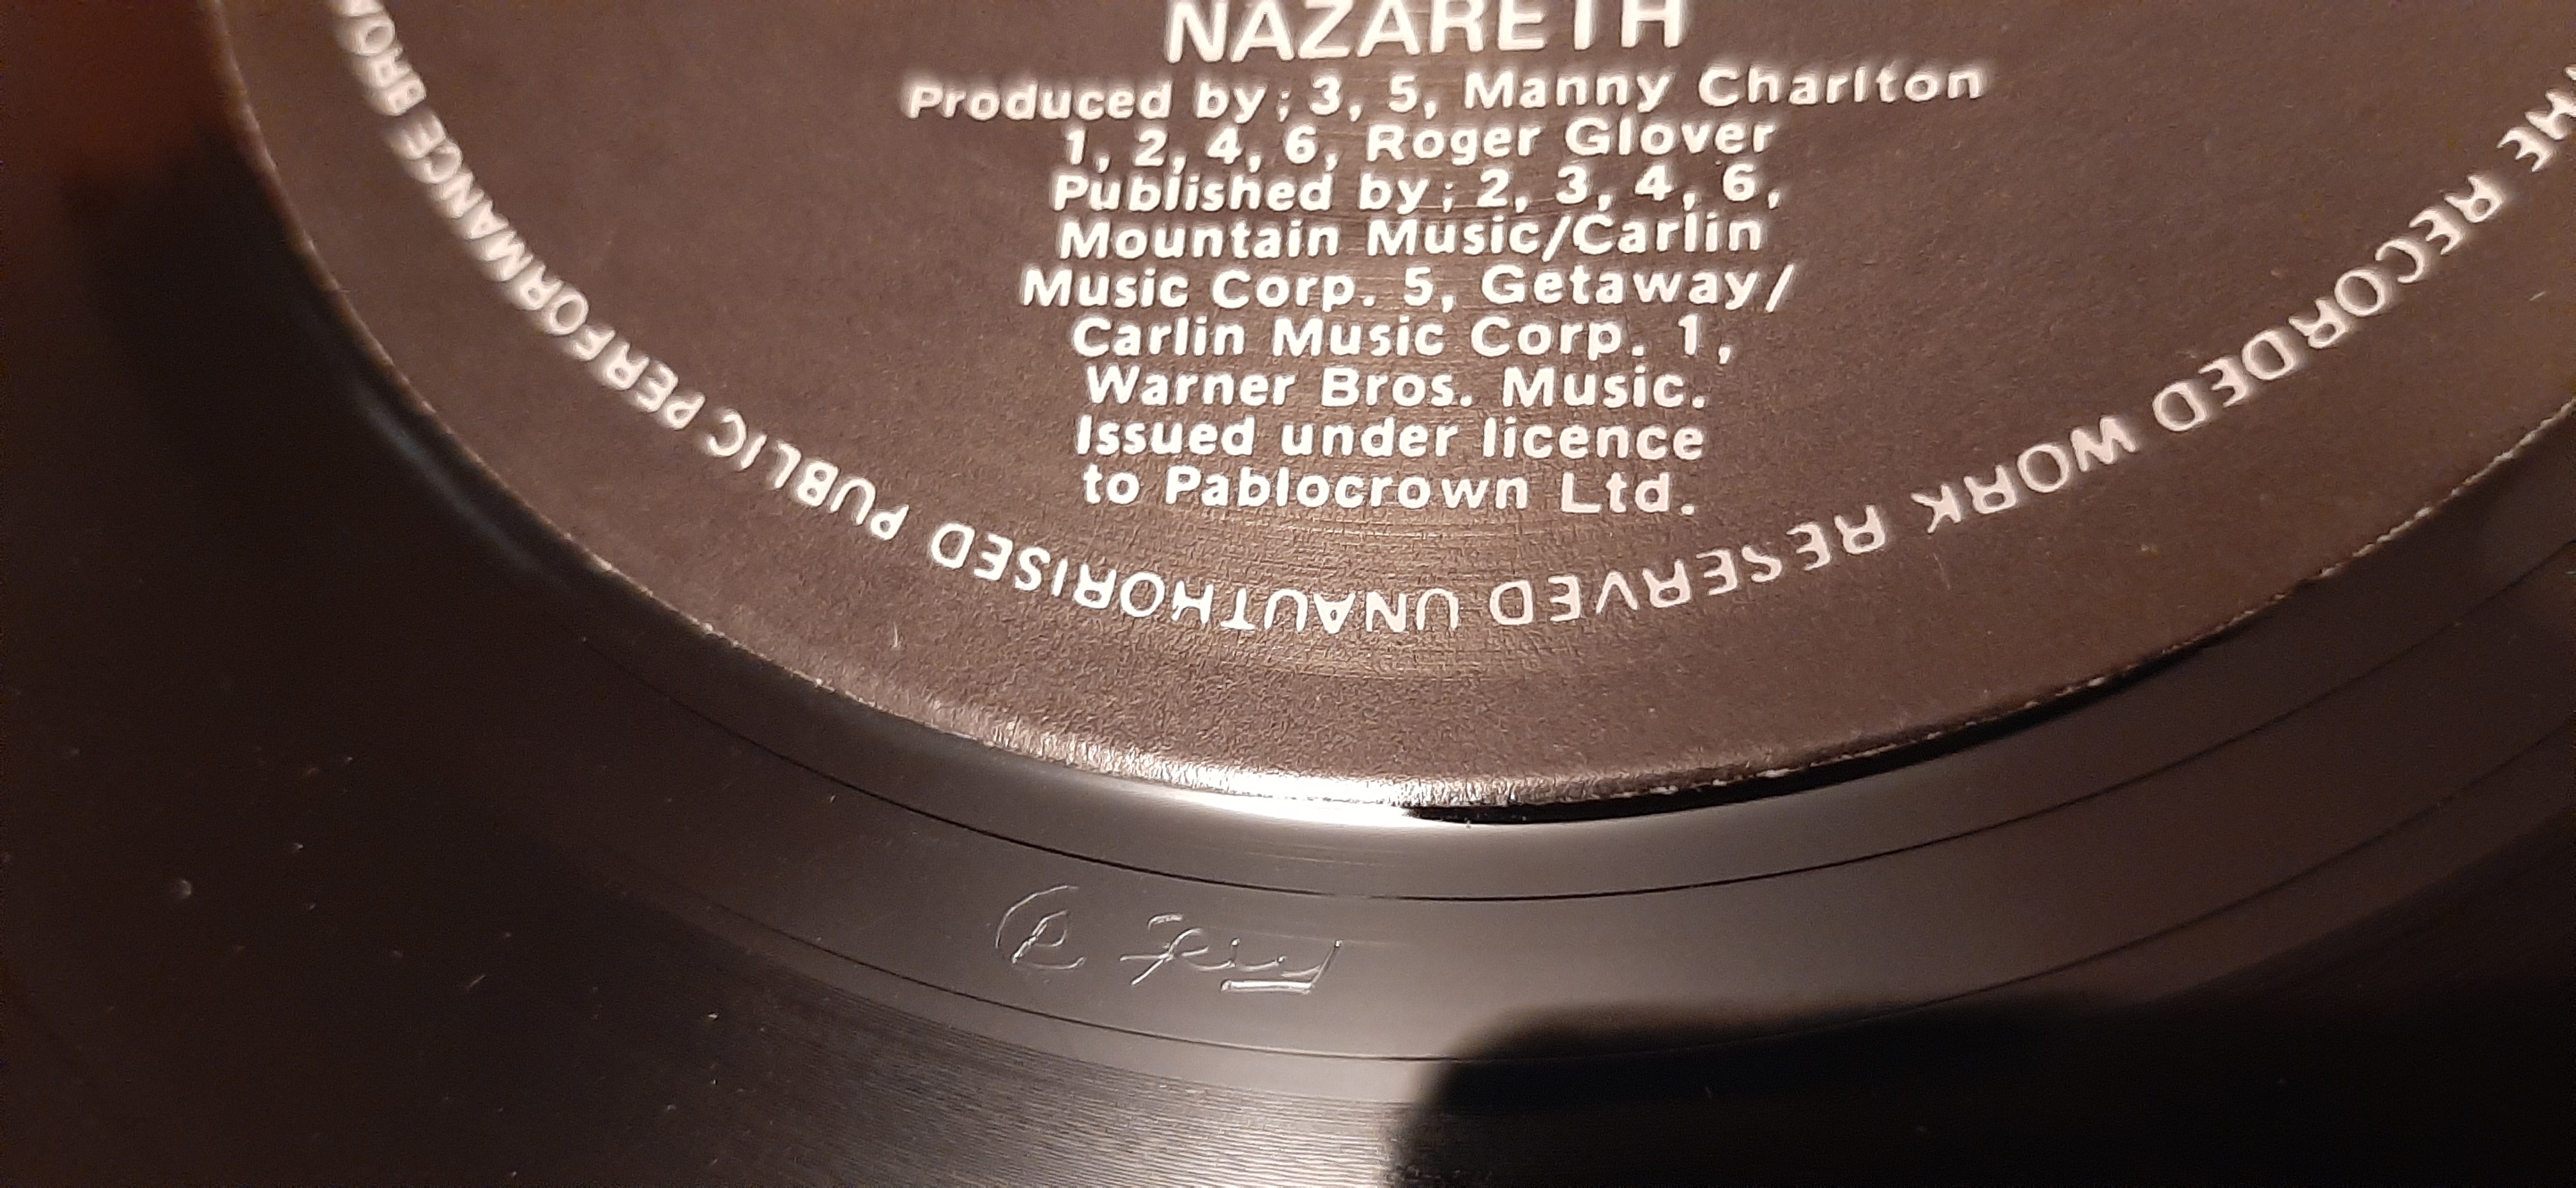 NAZARETH
Produced by; 3, 5, Manny Charlton
1, 2, 4, 6, Roger Glover
Published by; 2, 3, 4, 6,
Mountain Music/Carlin
Music Corp. 5, Getaway/
Carlin Music Corp. 1,
Warner Bros. Music.
Issued under licence
to Pablocrown Ltd.
RECORDED WORK RESERVED UNAUTHORISED PUBLIC PERFORMANCE